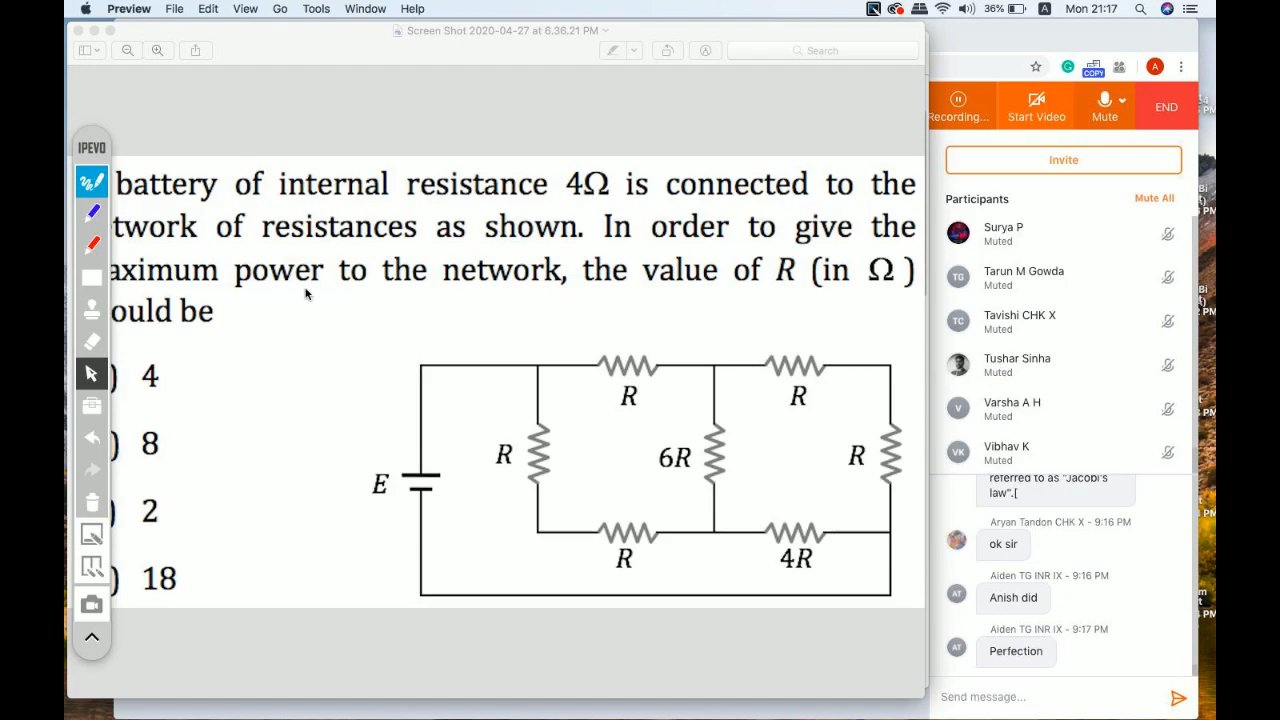 Preview File Edit View Go Tools Window Help 36% A Mon 21:17
Screen Shot 2020-04-27 at 6.36.21 PM
Search
COPY A
IPEVO
battery of internal resistance 4Ω is connected to the
twork of resistances as shown. In order to give the
aximum power to the network, the value of R (in Ω )
ould be
) 4
) 8
) 2
) 18
R R
R 6R R
E
R 4R
Recording... Start Video Mute END
Invite
Participants Mute All
Surya P
Muted
TG Tarun M Gowda
Muted
TC Tavishi CHK X
Muted
Tushar Sinha
Muted
V Varsha A H
Muted
VK Vibhav K
Muted
referred to as "Jacobi's
law".[
Aryan Tandon CHK X - 9:16 PM
ok sir
Aiden TG INR IX - 9:16 PM
AT Anish did
Aiden TG INR IX - 9:17 PM
AT Perfection
Send message...